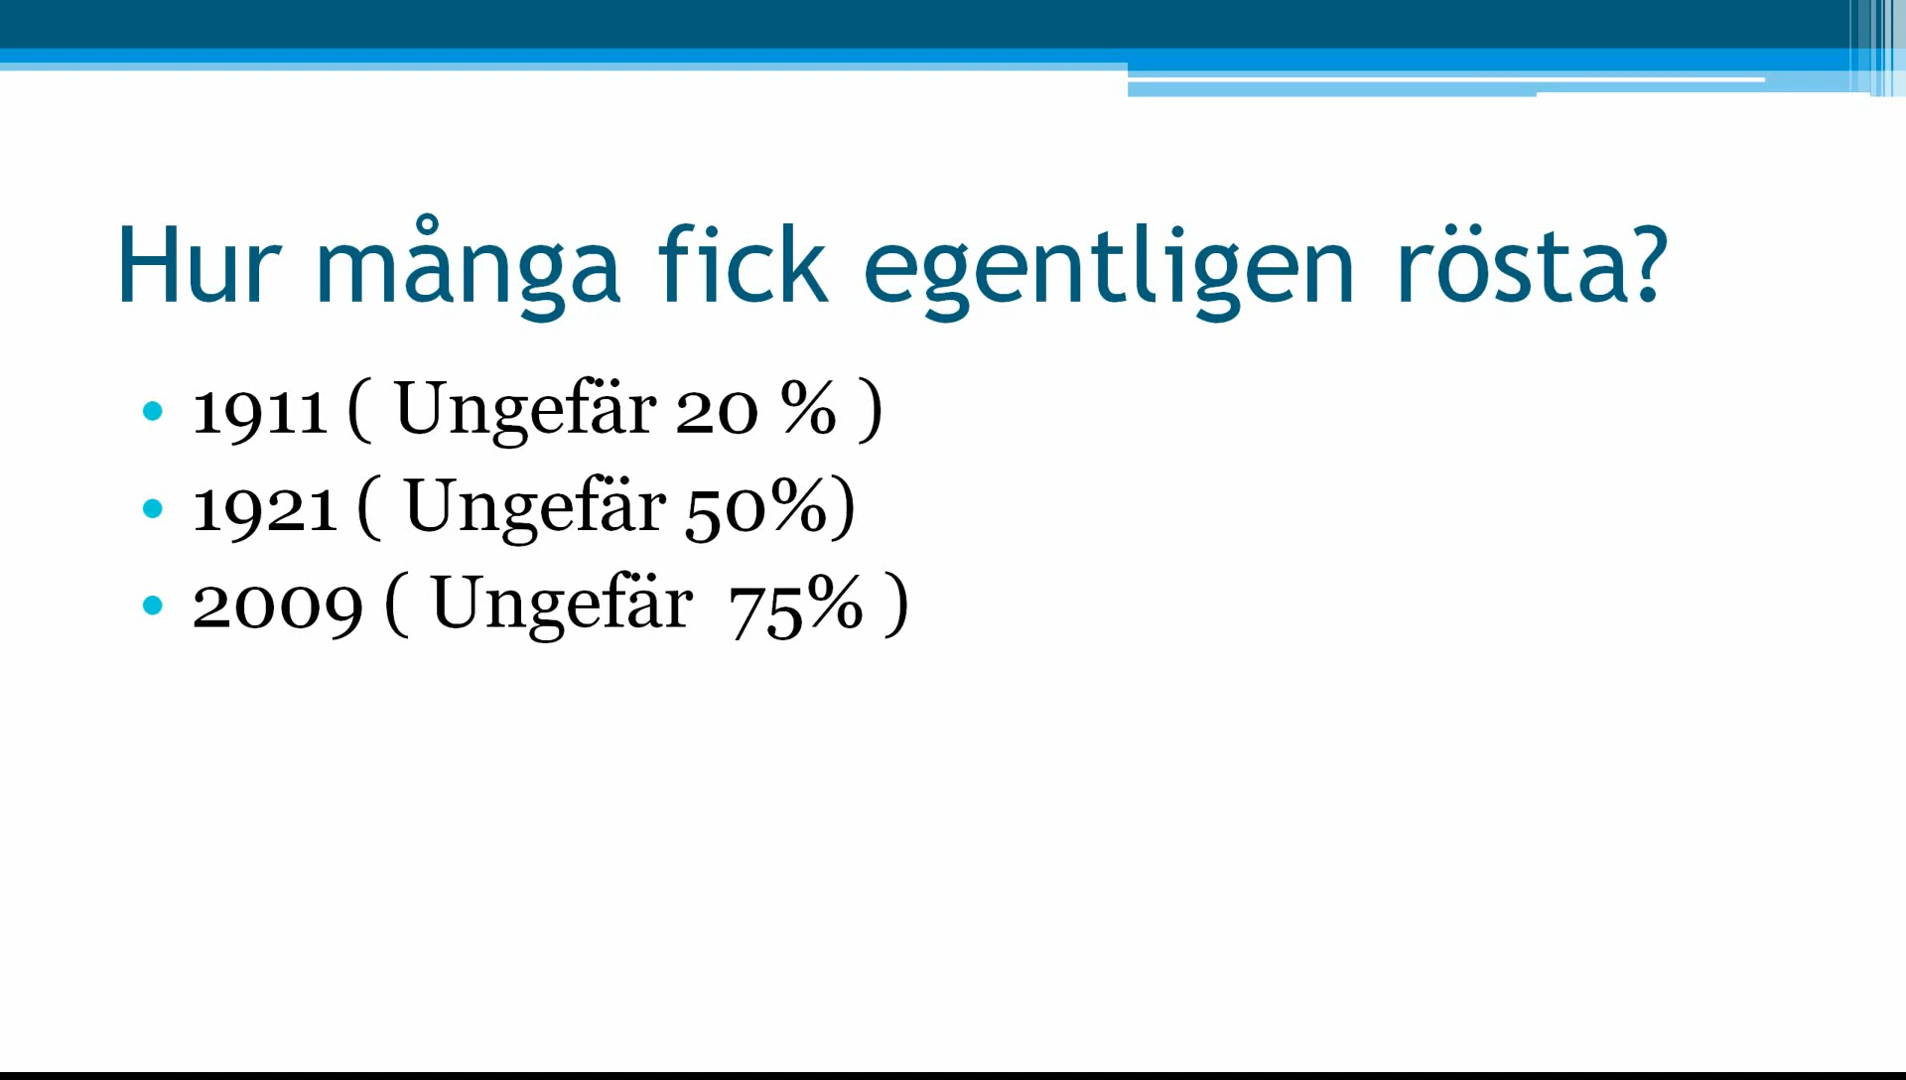 Hur många fick egentligen rösta?
• 1911 ( Ungefär 20 % )
• 1921 ( Ungefär 50%)
• 2009 ( Ungefär  75% )